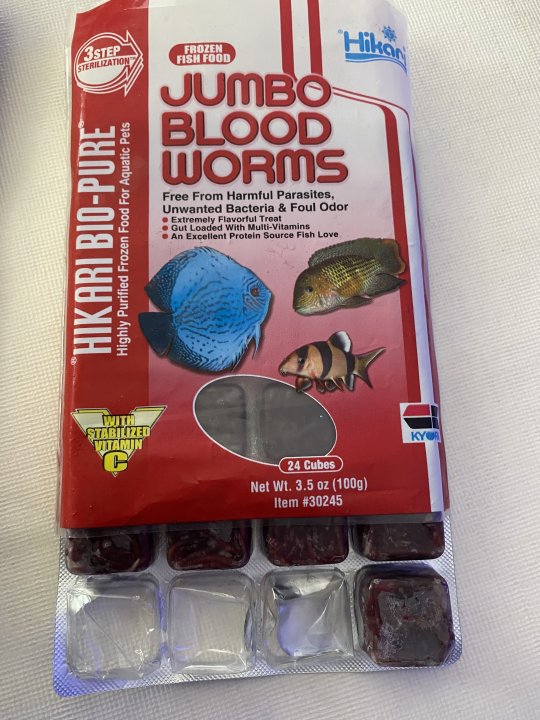 3 STEP
STERILIZATION™
FROZEN
FISH FOOD
Hikari
®
JUMBO
BLOOD
WORMS
Free From Harmful Parasites,
Unwanted Bacteria & Foul Odor
Extremely Flavorful Treat
Gut Loaded With Multi-Vitamins
An Excellent Protein Source Fish Love
®HIKARI BIO-PURE®
Highly Purified Frozen Food For Aquatic Pets
WITH
STABILIZED
VITAMIN
C
24 Cubes
Net Wt. 3.5 oz (100g)
Item #30245